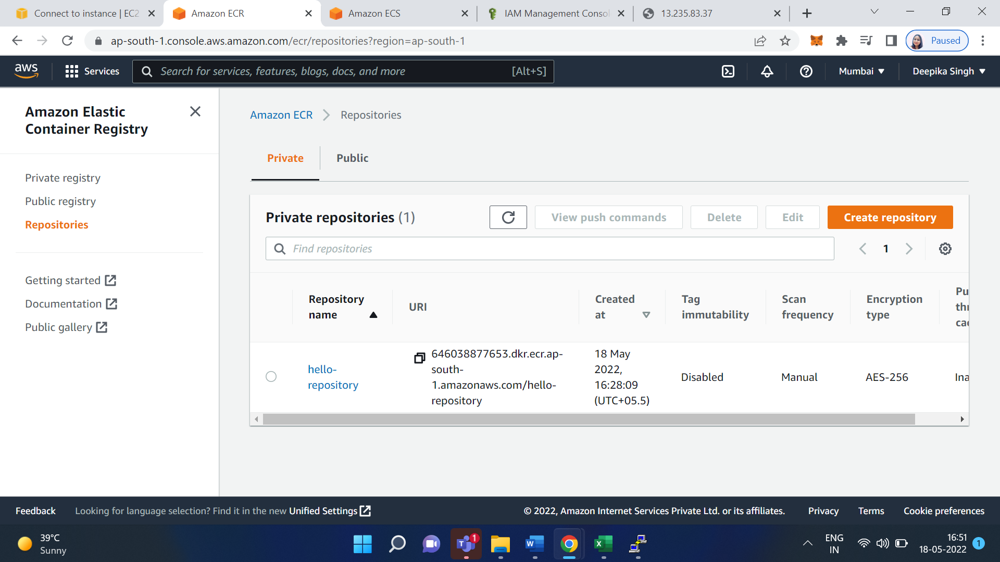 Connect to instance | EC2
Amazon ECR
Amazon ECS
IAM Management Consol
13.235.83.37
ap-south-1.console.aws.amazon.com/ecr/repositories?region=ap-south-1
Paused
aws
Services
Search for services, features, blogs, docs, and more
[Alt+S]
Mumbai
Deepika Singh
Amazon Elastic
Container Registry
Private registry
Public registry
Repositories
Getting started
Documentation
Public gallery
Amazon ECR
Repositories
Private
Public
Private repositories (1)
View push commands
Delete
Edit
Create repository
Find repositories
1
Repository
name
URI
Created
at
Tag
immutability
Scan
frequency
Encryption
type
Pu
thr
cac
hello-
repository
646038877653.dkr.ecr.ap-
south-
1.amazonaws.com/hello-
repository
18 May
2022,
16:28:09
(UTC+05.5)
Disabled
Manual
AES-256
Ina
Feedback
Looking for language selection? Find it in the new Unified Settings
© 2022, Amazon Internet Services Private Ltd. or its affiliates.
Privacy
Terms
Cookie preferences
39°C
Sunny
T
1
W
X
ENG
IN
16:51
18-05-2022
1